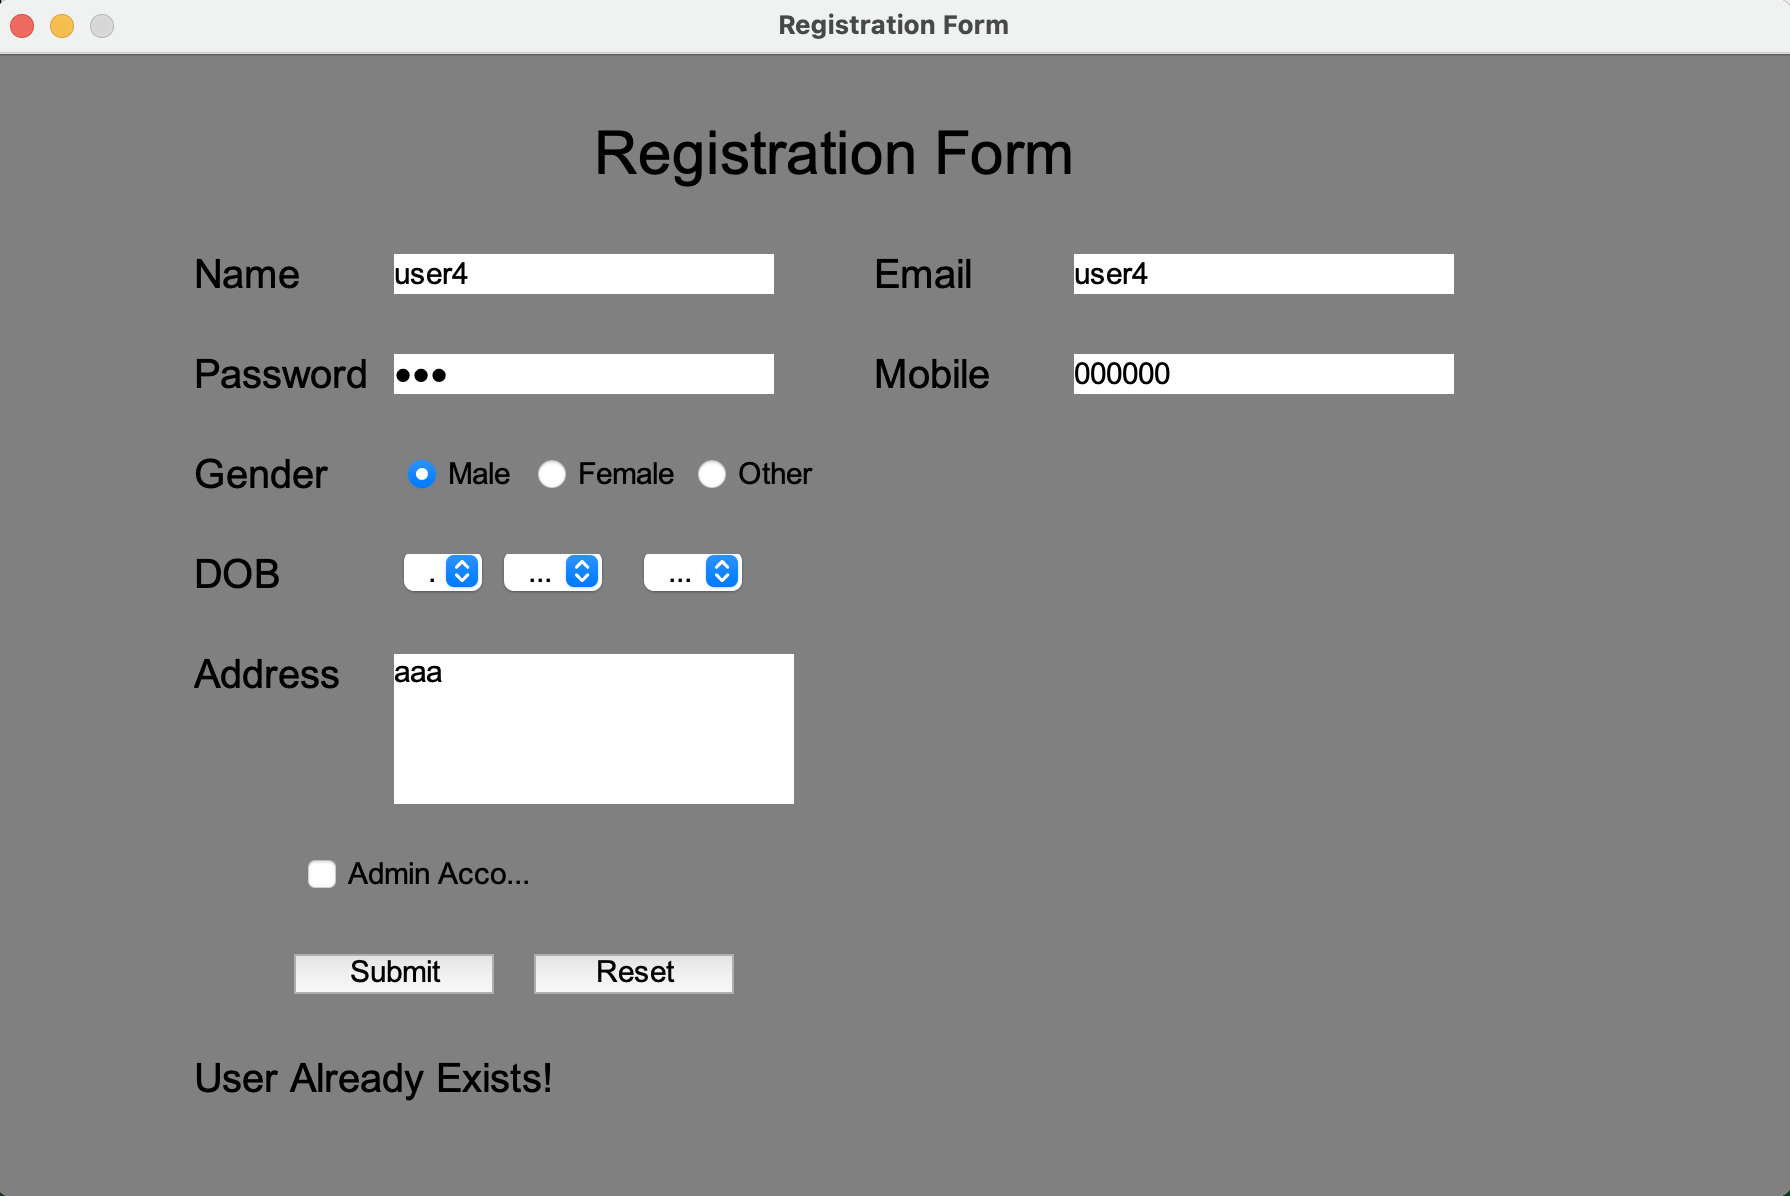 Registration Form
Registration Form
Name user4 Email user4
Password ●●● Mobile 000000
Gender Male Female Other
DOB . ... ...
Address aaa
Admin Acco...
Submit Reset
User Already Exists!